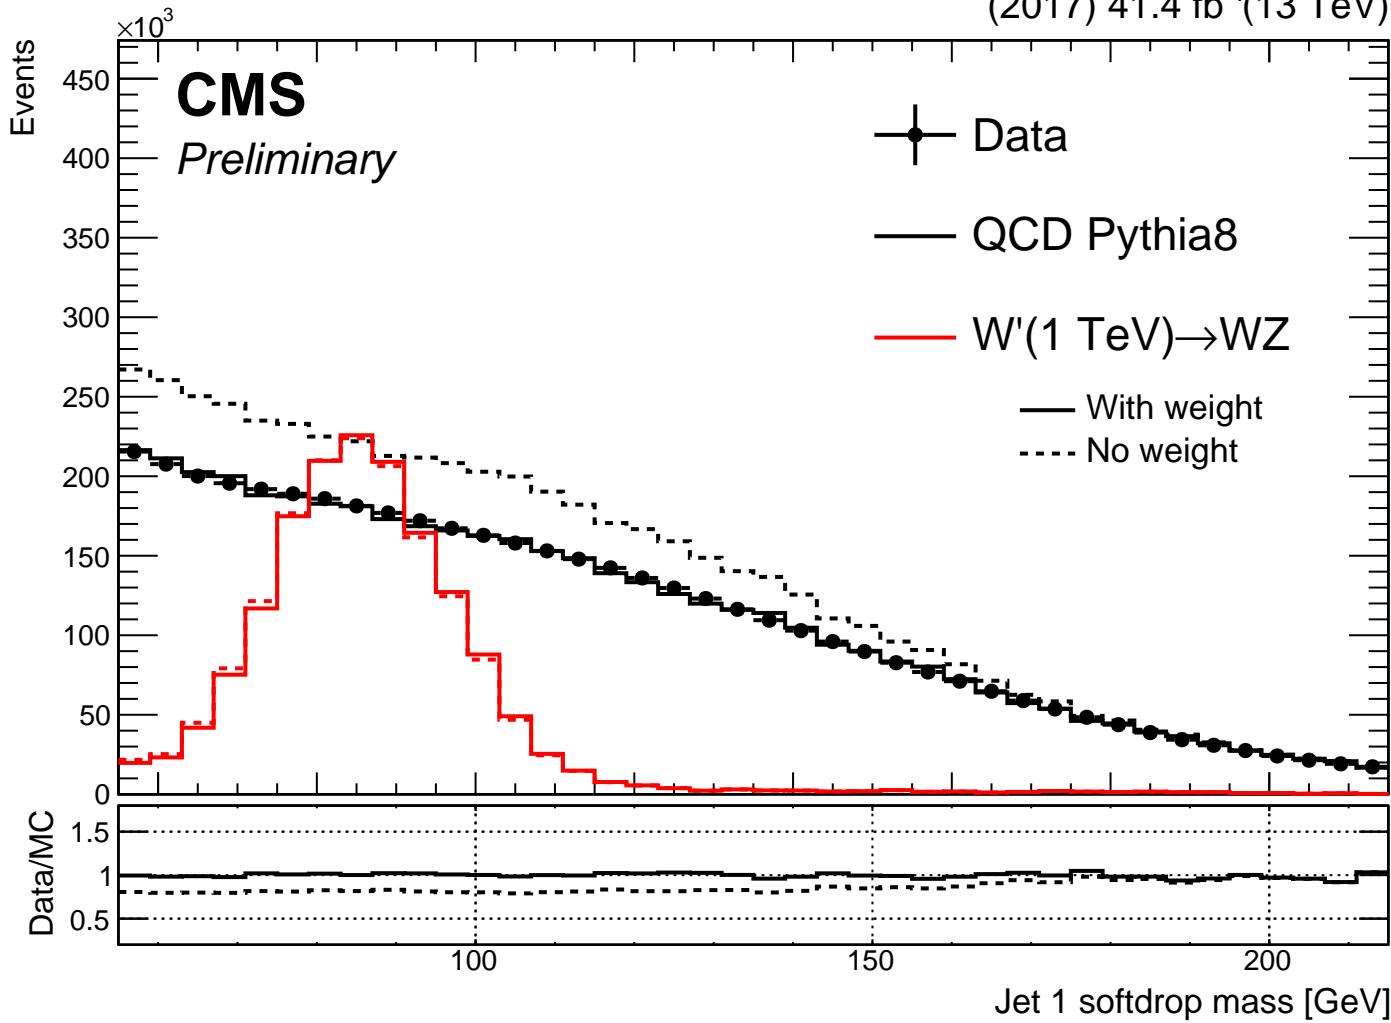 (2017) 41.4 fb⁻¹(13 TeV)
×10³
Events
450
400
350
300
250
200
150
100
50
0
CMS
Preliminary
Data
QCD Pythia8
W'(1 TeV)→WZ
With weight
No weight
Data/MC
1.5
1
0.5
100
150
200
Jet 1 softdrop mass [GeV]